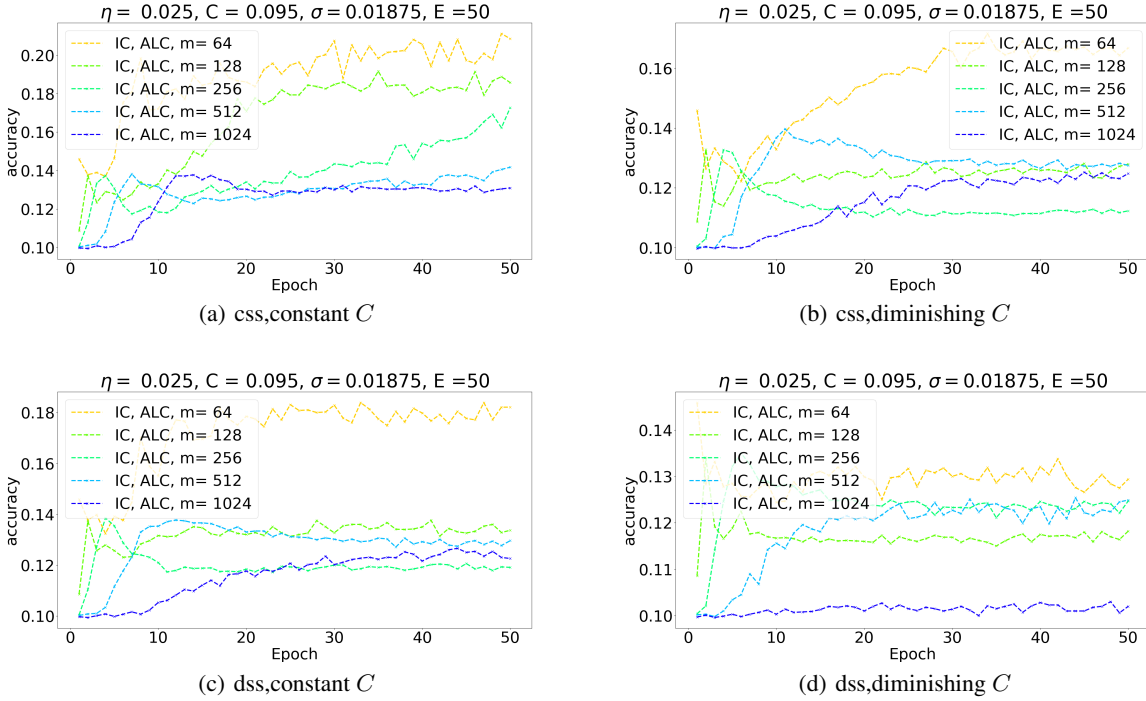 η = 0.025, C = 0.095, σ = 0.01875, E =50
IC, ALC, m= 64
IC, ALC, m= 128
IC, ALC, m= 256
IC, ALC, m= 512
IC, ALC, m= 1024
accuracy
0.20
0.18
0.16
0.14
0.12
0.10
0 10 20 30 40 50
Epoch
(a) css,constant C
η = 0.025, C = 0.095, σ = 0.01875, E =50
IC, ALC, m= 64
IC, ALC, m= 128
IC, ALC, m= 256
IC, ALC, m= 512
IC, ALC, m= 1024
accuracy
0.16
0.14
0.12
0.10
0 10 20 30 40 50
Epoch
(b) css,diminishing C
η = 0.025, C = 0.095, σ = 0.01875, E =50
IC, ALC, m= 64
IC, ALC, m= 128
IC, ALC, m= 256
IC, ALC, m= 512
IC, ALC, m= 1024
accuracy
0.18
0.16
0.14
0.12
0.10
0 10 20 30 40 50
Epoch
(c) dss,constant C
η = 0.025, C = 0.095, σ = 0.01875, E =50
IC, ALC, m= 64
IC, ALC, m= 128
IC, ALC, m= 256
IC, ALC, m= 512
IC, ALC, m= 1024
accuracy
0.14
0.13
0.12
0.11
0.10
0 10 20 30 40 50
Epoch
(d) dss,diminishing C